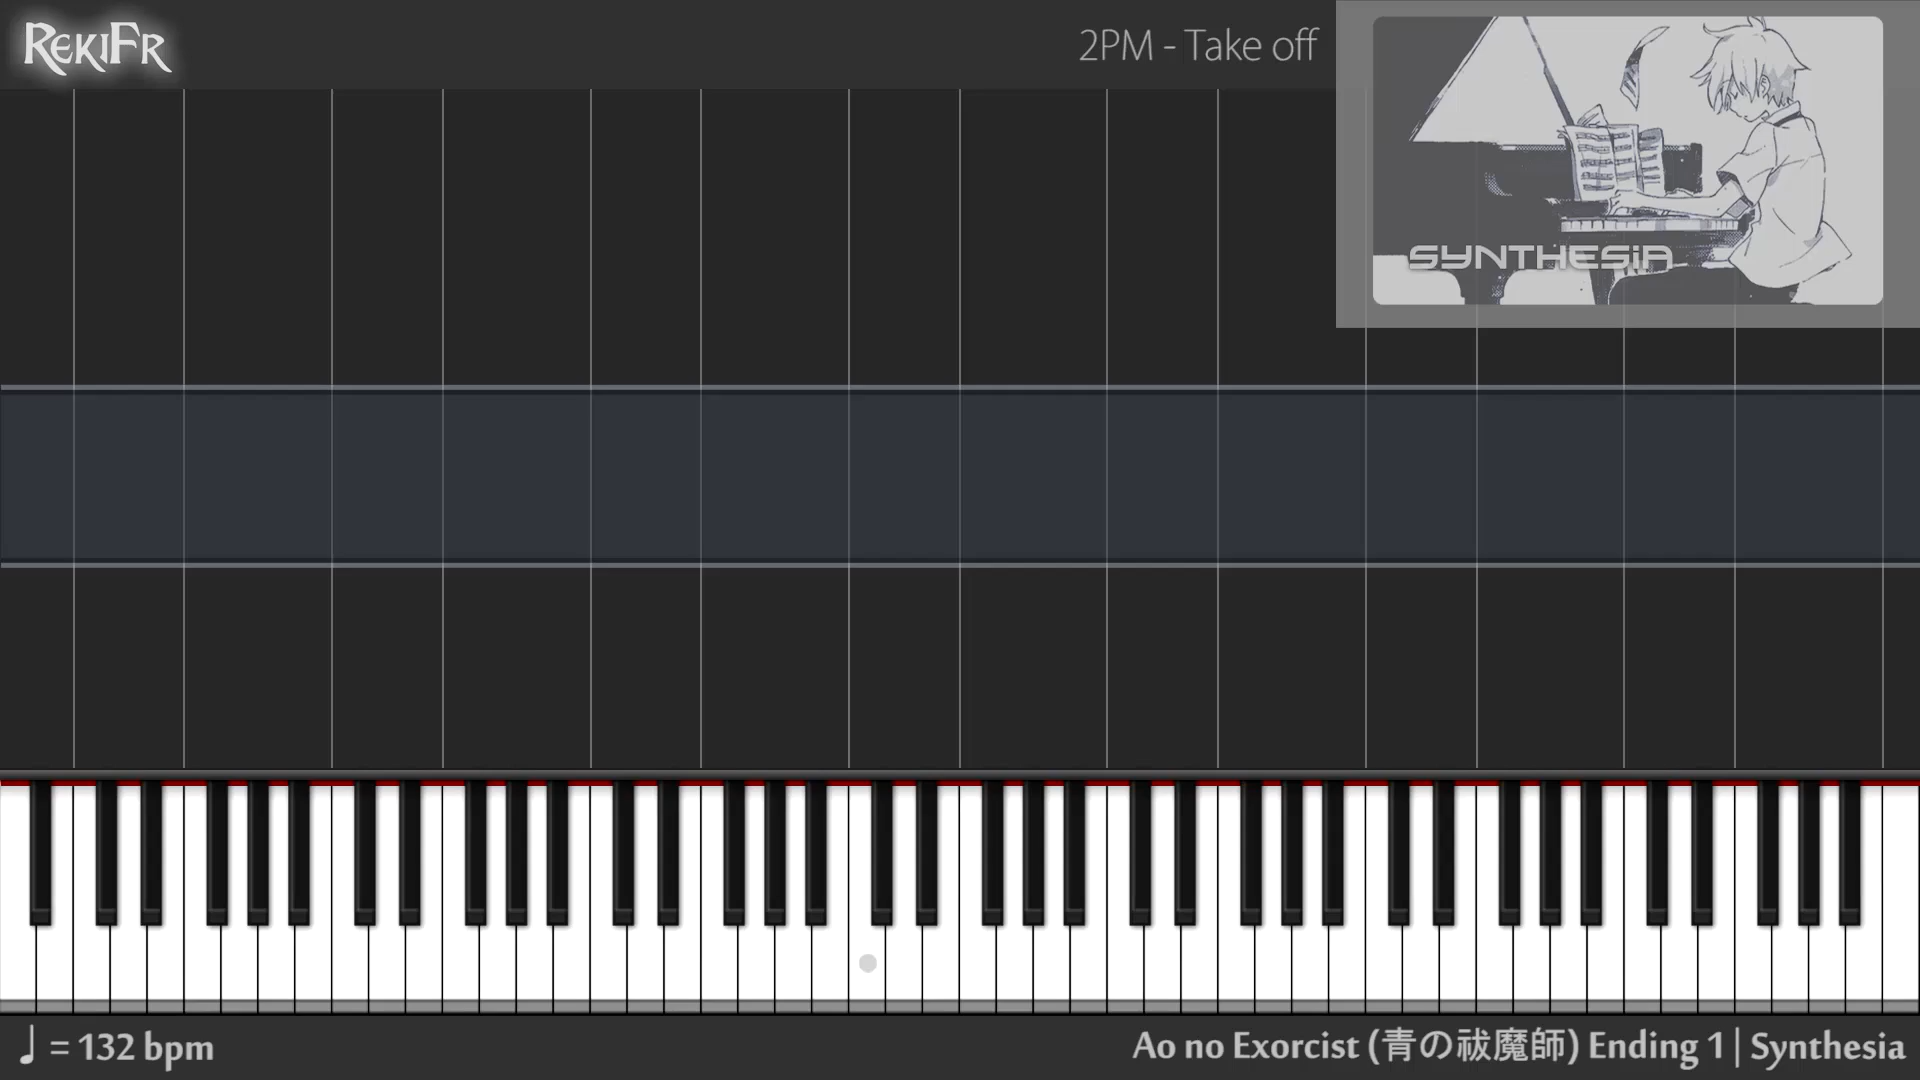 RekiFr
2PM - Take off
SYNTHESIA
♩ = 132 bpm
Ao no Exorcist (青の祓魔師) Ending 1 | Synthesia